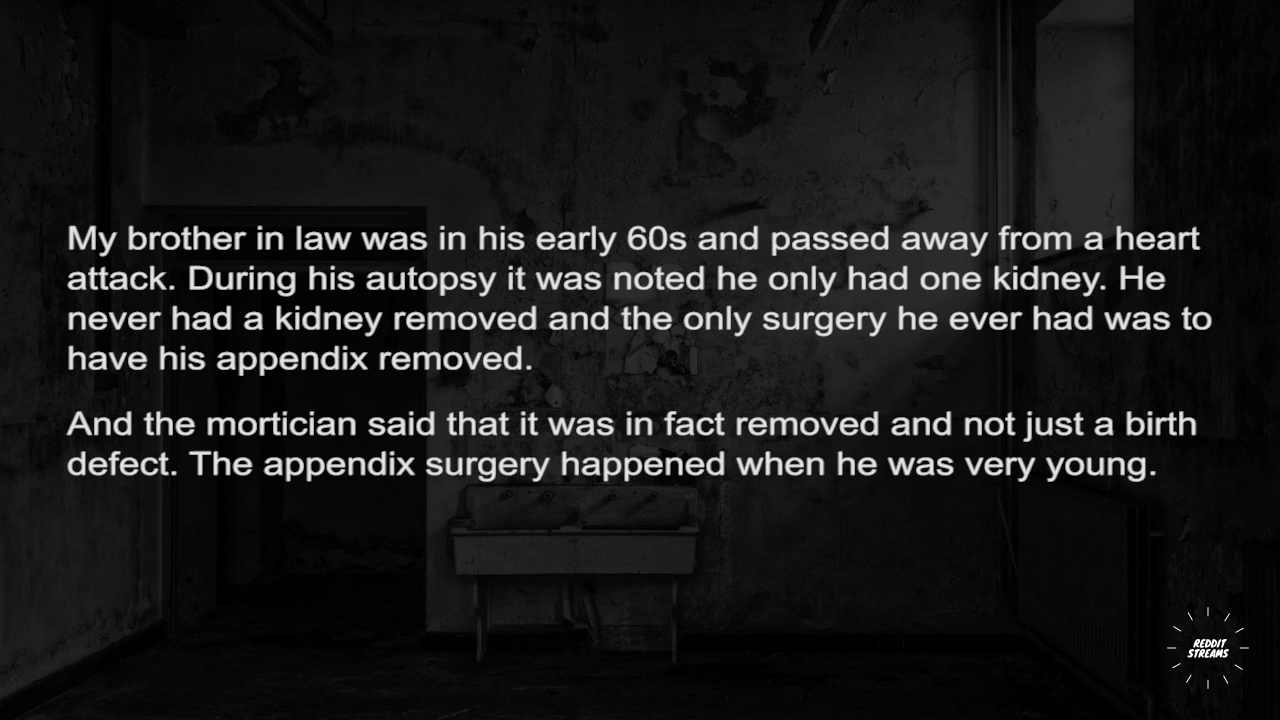 My brother in law was in his early 60s and passed away from a heart
attack. During his autopsy it was noted he only had one kidney. He
never had a kidney removed and the only surgery he ever had was to
have his appendix removed.
And the mortician said that it was in fact removed and not just a birth
defect. The appendix surgery happened when he was very young.
REDDIT
STREAMS